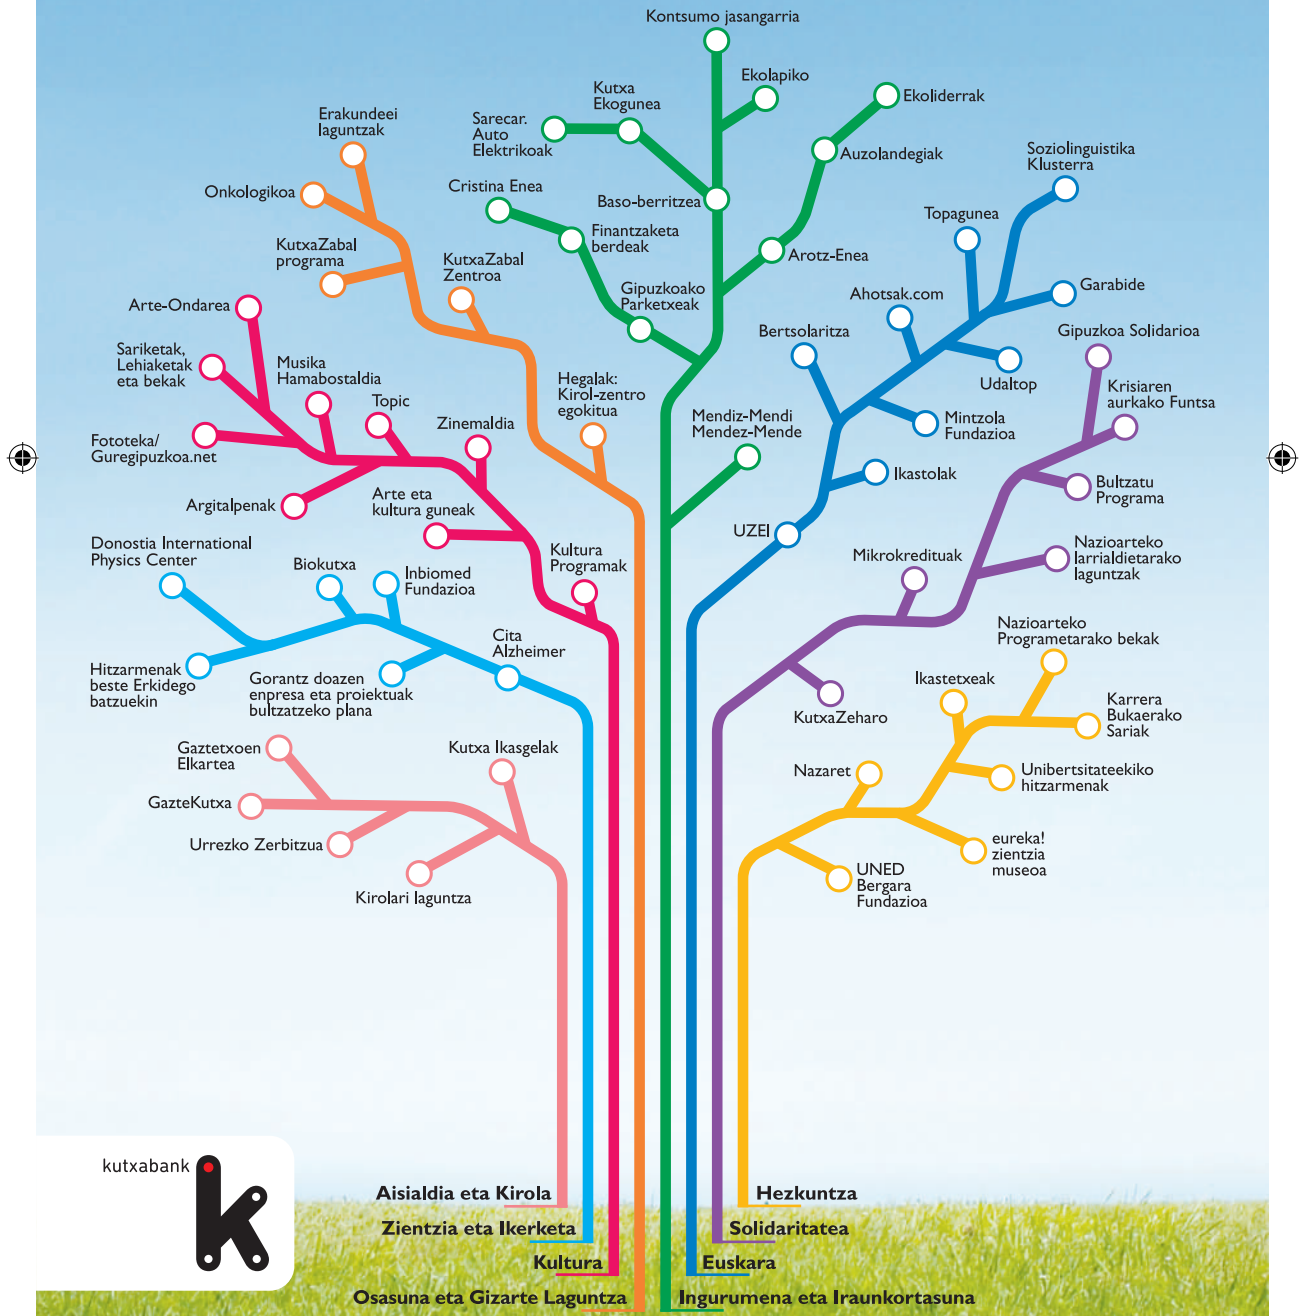 Kontsumo jasangarria
Ekolapiko
Kutxa
Ekogunea
Ekoliderrak
Sarecar.
Auto
Elektrikoak
Erakundeei
laguntzak
Auzolandegiak
Soziolinguistika
Klusterra
Onkologikoa
Cristina Enea
Baso-berritzea
Topagunea
Finantzaketa
berdeak
KutxaZabal
programa
KutxaZabal
Zentroa
Arotz-Enea
Gipuzkoako
Parketxeak
Ahotsak.com
Garabide
Arte-Ondarea
Bertsolaritza
Gipuzkoa Solidarioa
Sariketak,
Lehiaketak
eta bekak
Musika
Hamabostaldia
Udaltop
Hegalak:
Kirol-zentro
egokitua
Krisiaren
aurkako Funtsa
Topic
Zinemaldia
Mendiz-Mendi
Mendez-Mende
Mintzola
Fundazioa
Fototeka/
Guregipuzkoa.net
Ikastolak
Bultzatu
Programa
Argitalpenak
Arte eta
kultura guneak
UZEI
Donostia International
Physics Center
Biokutxa
Inbiomed
Fundazioa
Kultura
Programak
Mikrokredituak
Nazioarteko
larrialdietarako
laguntzak
Nazioarteko
Programetarako bekak
Cita
Alzheimer
Hitzarmenak
beste Erkidego
batzuekin
Gorantz doazen
enpresa eta proiektuak
bultzatzeko plana
Ikastetxeak
KutxaZeharo
Karrera
Bukaerako
Sariak
Gaztetxoen
Elkartea
Kutxa Ikasgelak
Nazaret
Unibertsitateekiko
hitzarmenak
GazteKutxa
Urrezko Zerbitzua
eureka!
zientzia
museoa
Kirolari laguntza
UNED
Bergara
Fundazioa
kutxabank
k
Aisialdia eta Kirola
Hezkuntza
Zientzia eta Ikerketa
Solidaritatea
Kultura
Euskara
Osasuna eta Gizarte Laguntza
Ingurumena eta Iraunkortasuna